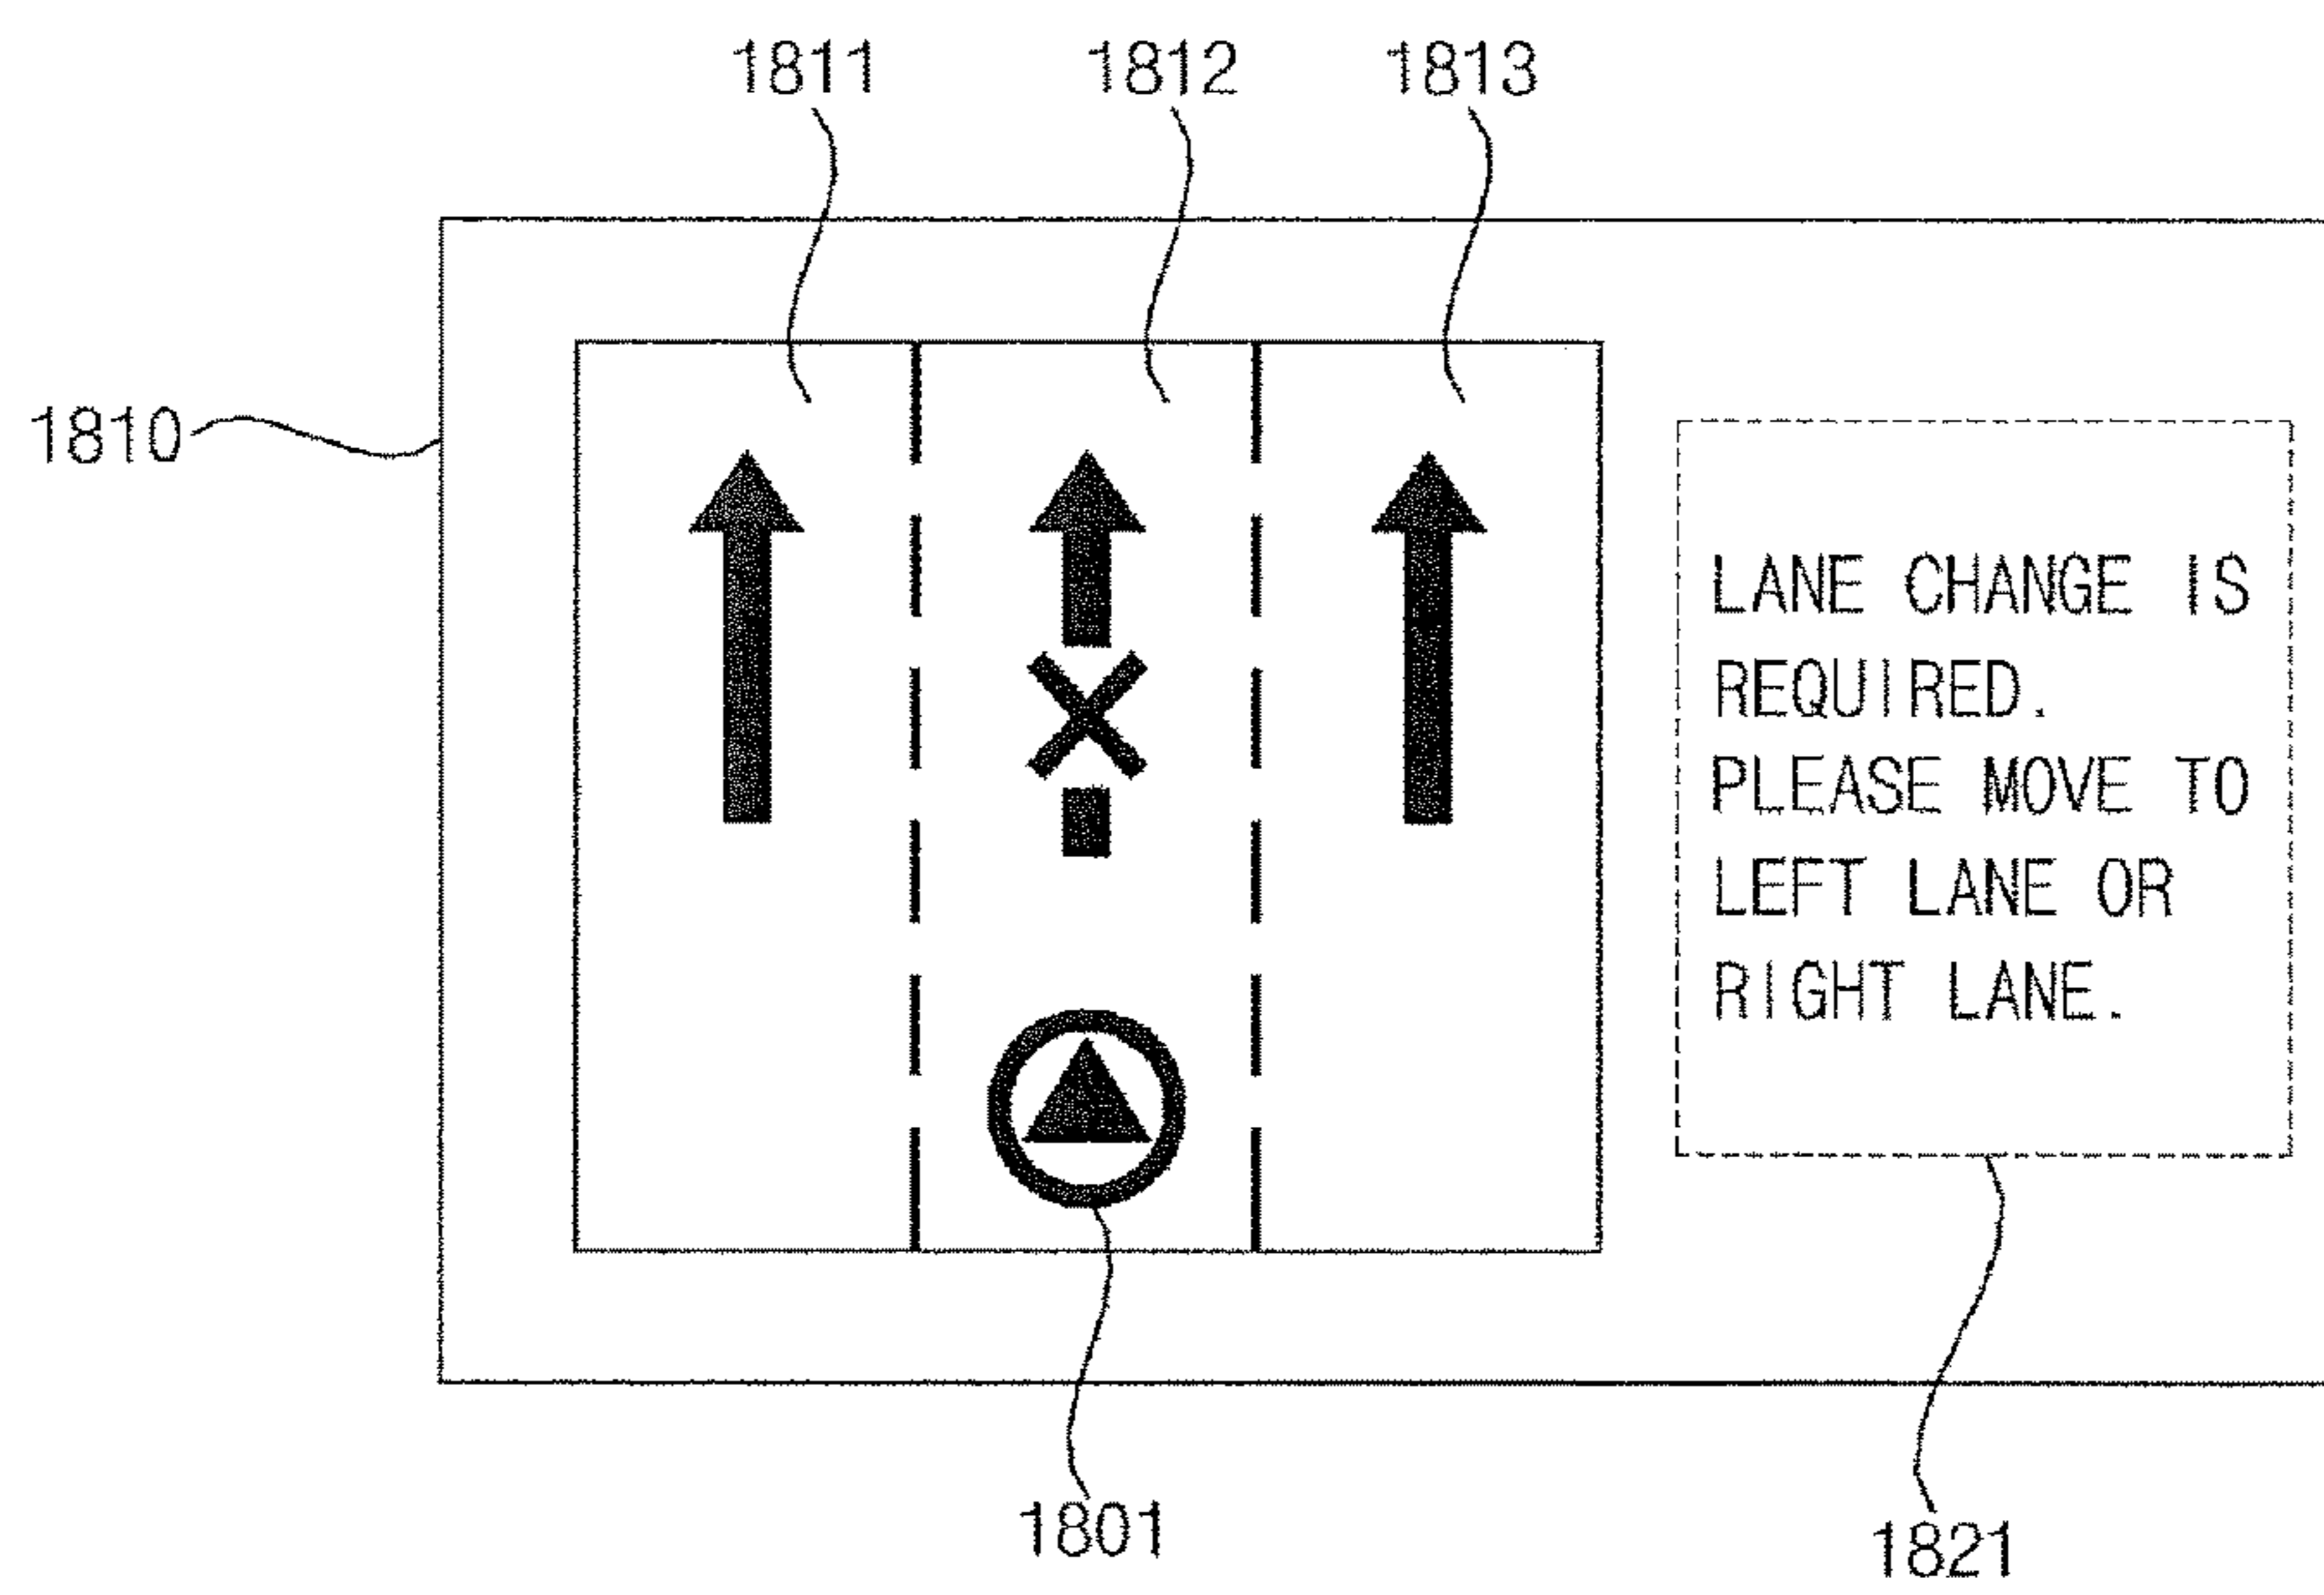 1811 1812 1813
1810
LANE CHANGE IS
REQUIRED.
PLEASE MOVE TO
LEFT LANE OR
RIGHT LANE.
1801
1821